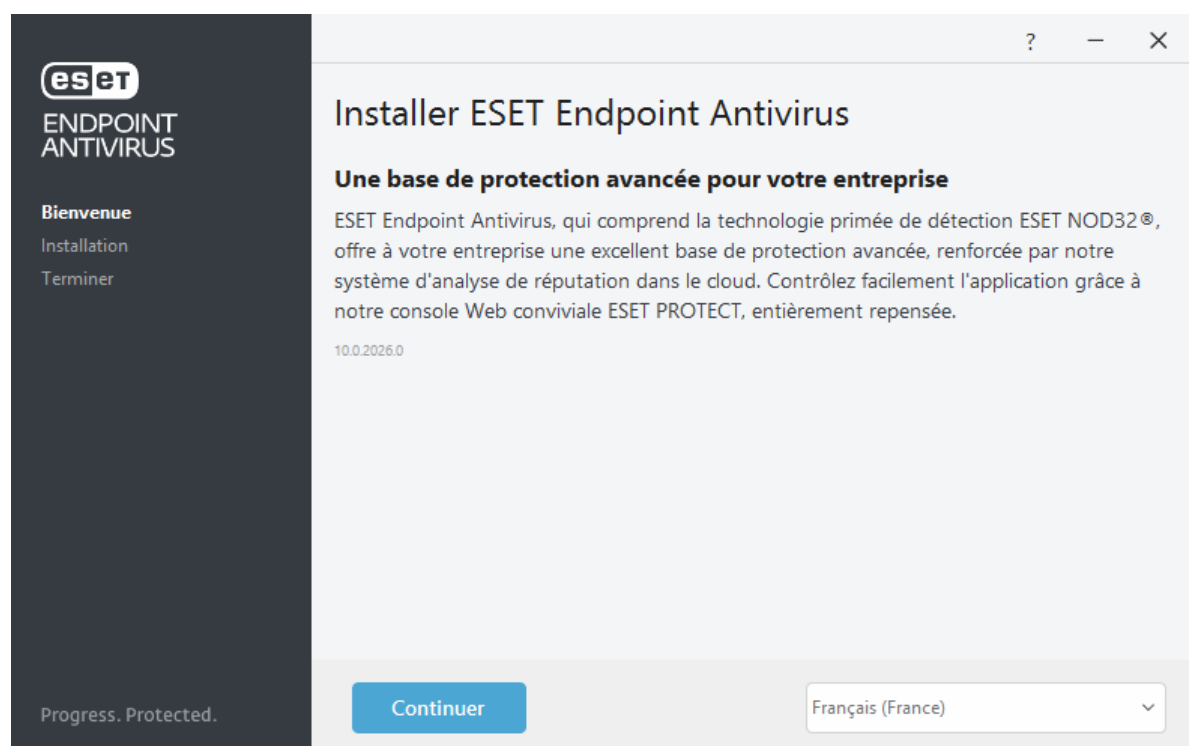 ?
eset
ENDPOINT
ANTIVIRUS
Bienvenue
Installation
Terminer
Installer ESET Endpoint Antivirus
Une base de protection avancée pour votre entreprise
ESET Endpoint Antivirus, qui comprend la technologie primée de détection ESET NOD32®,
offre à votre entreprise une excellent base de protection avancée, renforcée par notre
système d'analyse de réputation dans le cloud. Contrôlez facilement l'application grâce à
notre console Web conviviale ESET PROTECT, entièrement repensée.
10.0.2026.0
Progress. Protected.
Continuer
Français (France)